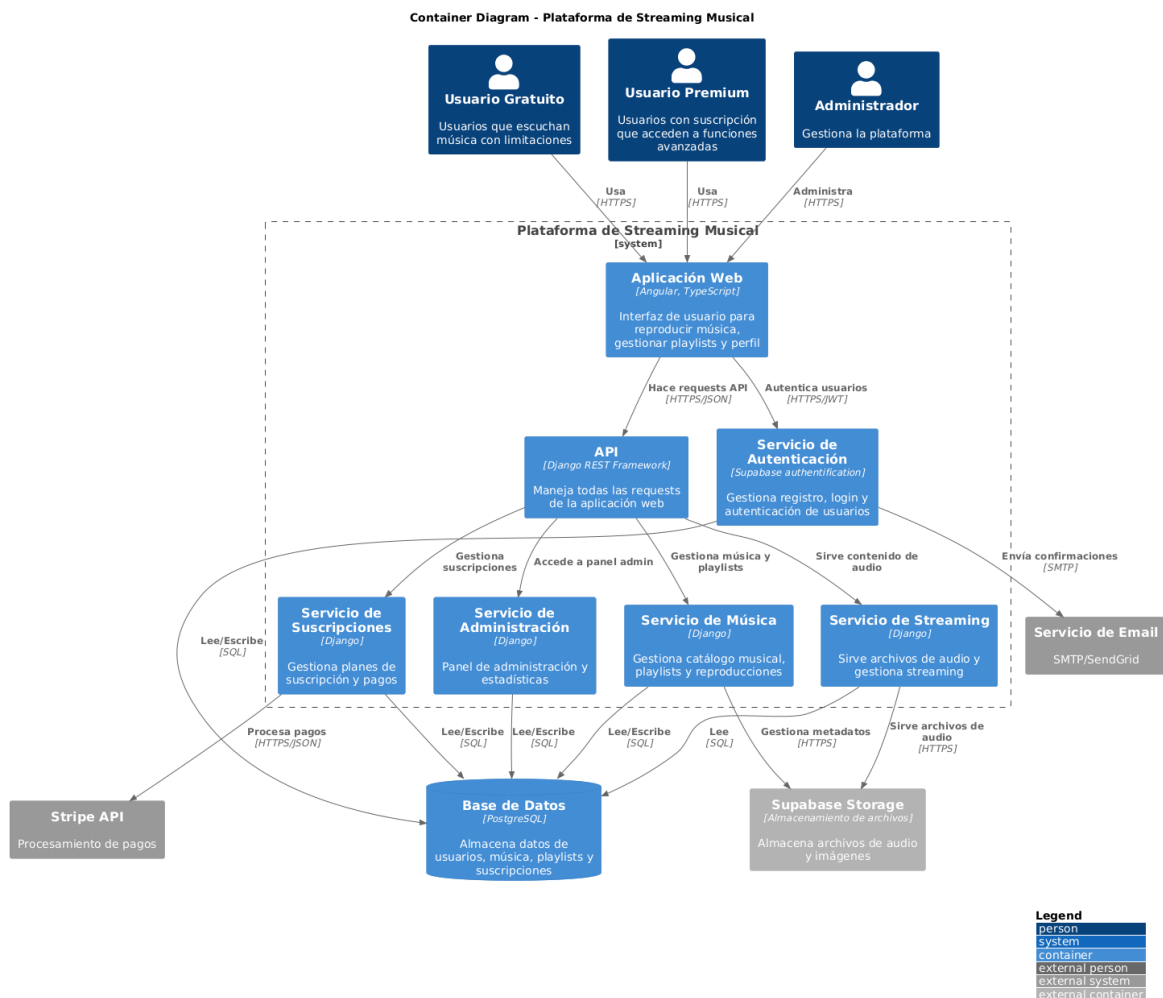 Container Diagram - Plataforma de Streaming Musical
Usuario Gratuito
Usuarios que escuchan
música con limitaciones
Usuario Premium
Usuarios con suscripción
que acceden a funciones
avanzadas
Administrador
Gestiona la plataforma
Usa
[HTTPS]
Usa
[HTTPS]
Administra
[HTTPS]
Plataforma de Streaming Musical
[system]
Aplicación Web
[Angular, TypeScript]
Interfaz de usuario para
reproducir música,
gestionar playlists y perfil
Hace requests API
[HTTPS/JSON]
Autentica usuarios
[HTTPS/JWT]
API
[Django REST Framework]
Maneja todas las requests
de la aplicación web
Servicio de
Autenticación
[Supabase authentification]
Gestiona registro, login y
autenticación de usuarios
Gestiona
suscripciones
Accede a panel admin
Gestiona música y
playlists
Sirve contenido de
audio
Envía confirmaciones
[SMTP]
Servicio de
Suscripciones
[Django]
Gestiona planes de
suscripción y pagos
Servicio de
Administración
[Django]
Panel de administración y
estadísticas
Servicio de Música
[Django]
Gestiona catálogo musical,
playlists y reproducciones
Servicio de Streaming
[Django]
Sirve archivos de audio y
gestiona streaming
Servicio de Email
SMTP/SendGrid
Lee/Escribe
[SQL]
Procesa pagos
[HTTPS/JSON]
Lee/Escribe
[SQL]
Lee/Escribe
[SQL]
Lee/Escribe
[SQL]
Lee
[SQL]
Gestiona metadatos
[HTTPS]
Sirve archivos de
audio
[HTTPS]
Stripe API
Procesamiento de pagos
Base de Datos
[PostgreSQL]
Almacena datos de
usuarios, música, playlists y
suscripciones
Supabase Storage
[Almacenamiento de archivos]
Almacena archivos de audio
y imágenes
Legend
person
system
container
external person
external system
external container